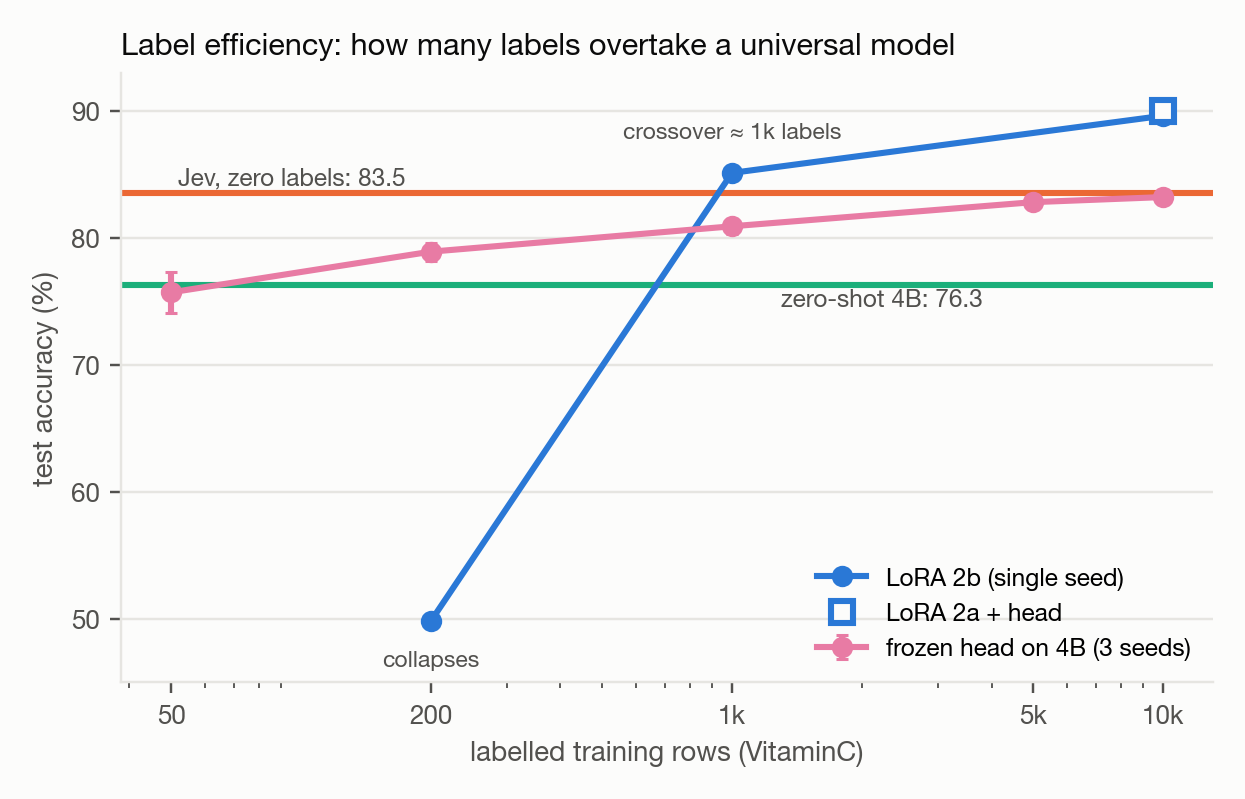 Label efficiency: how many labels overtake a universal model
90
80
70
60
50
test accuracy (%)
crossover ≈ 1k labels
Jev, zero labels: 83.5
zero-shot 4B: 76.3
collapses
LoRA 2b (single seed)
LoRA 2a + head
frozen head on 4B (3 seeds)
50 200 1k 5k 10k
labelled training rows (VitaminC)